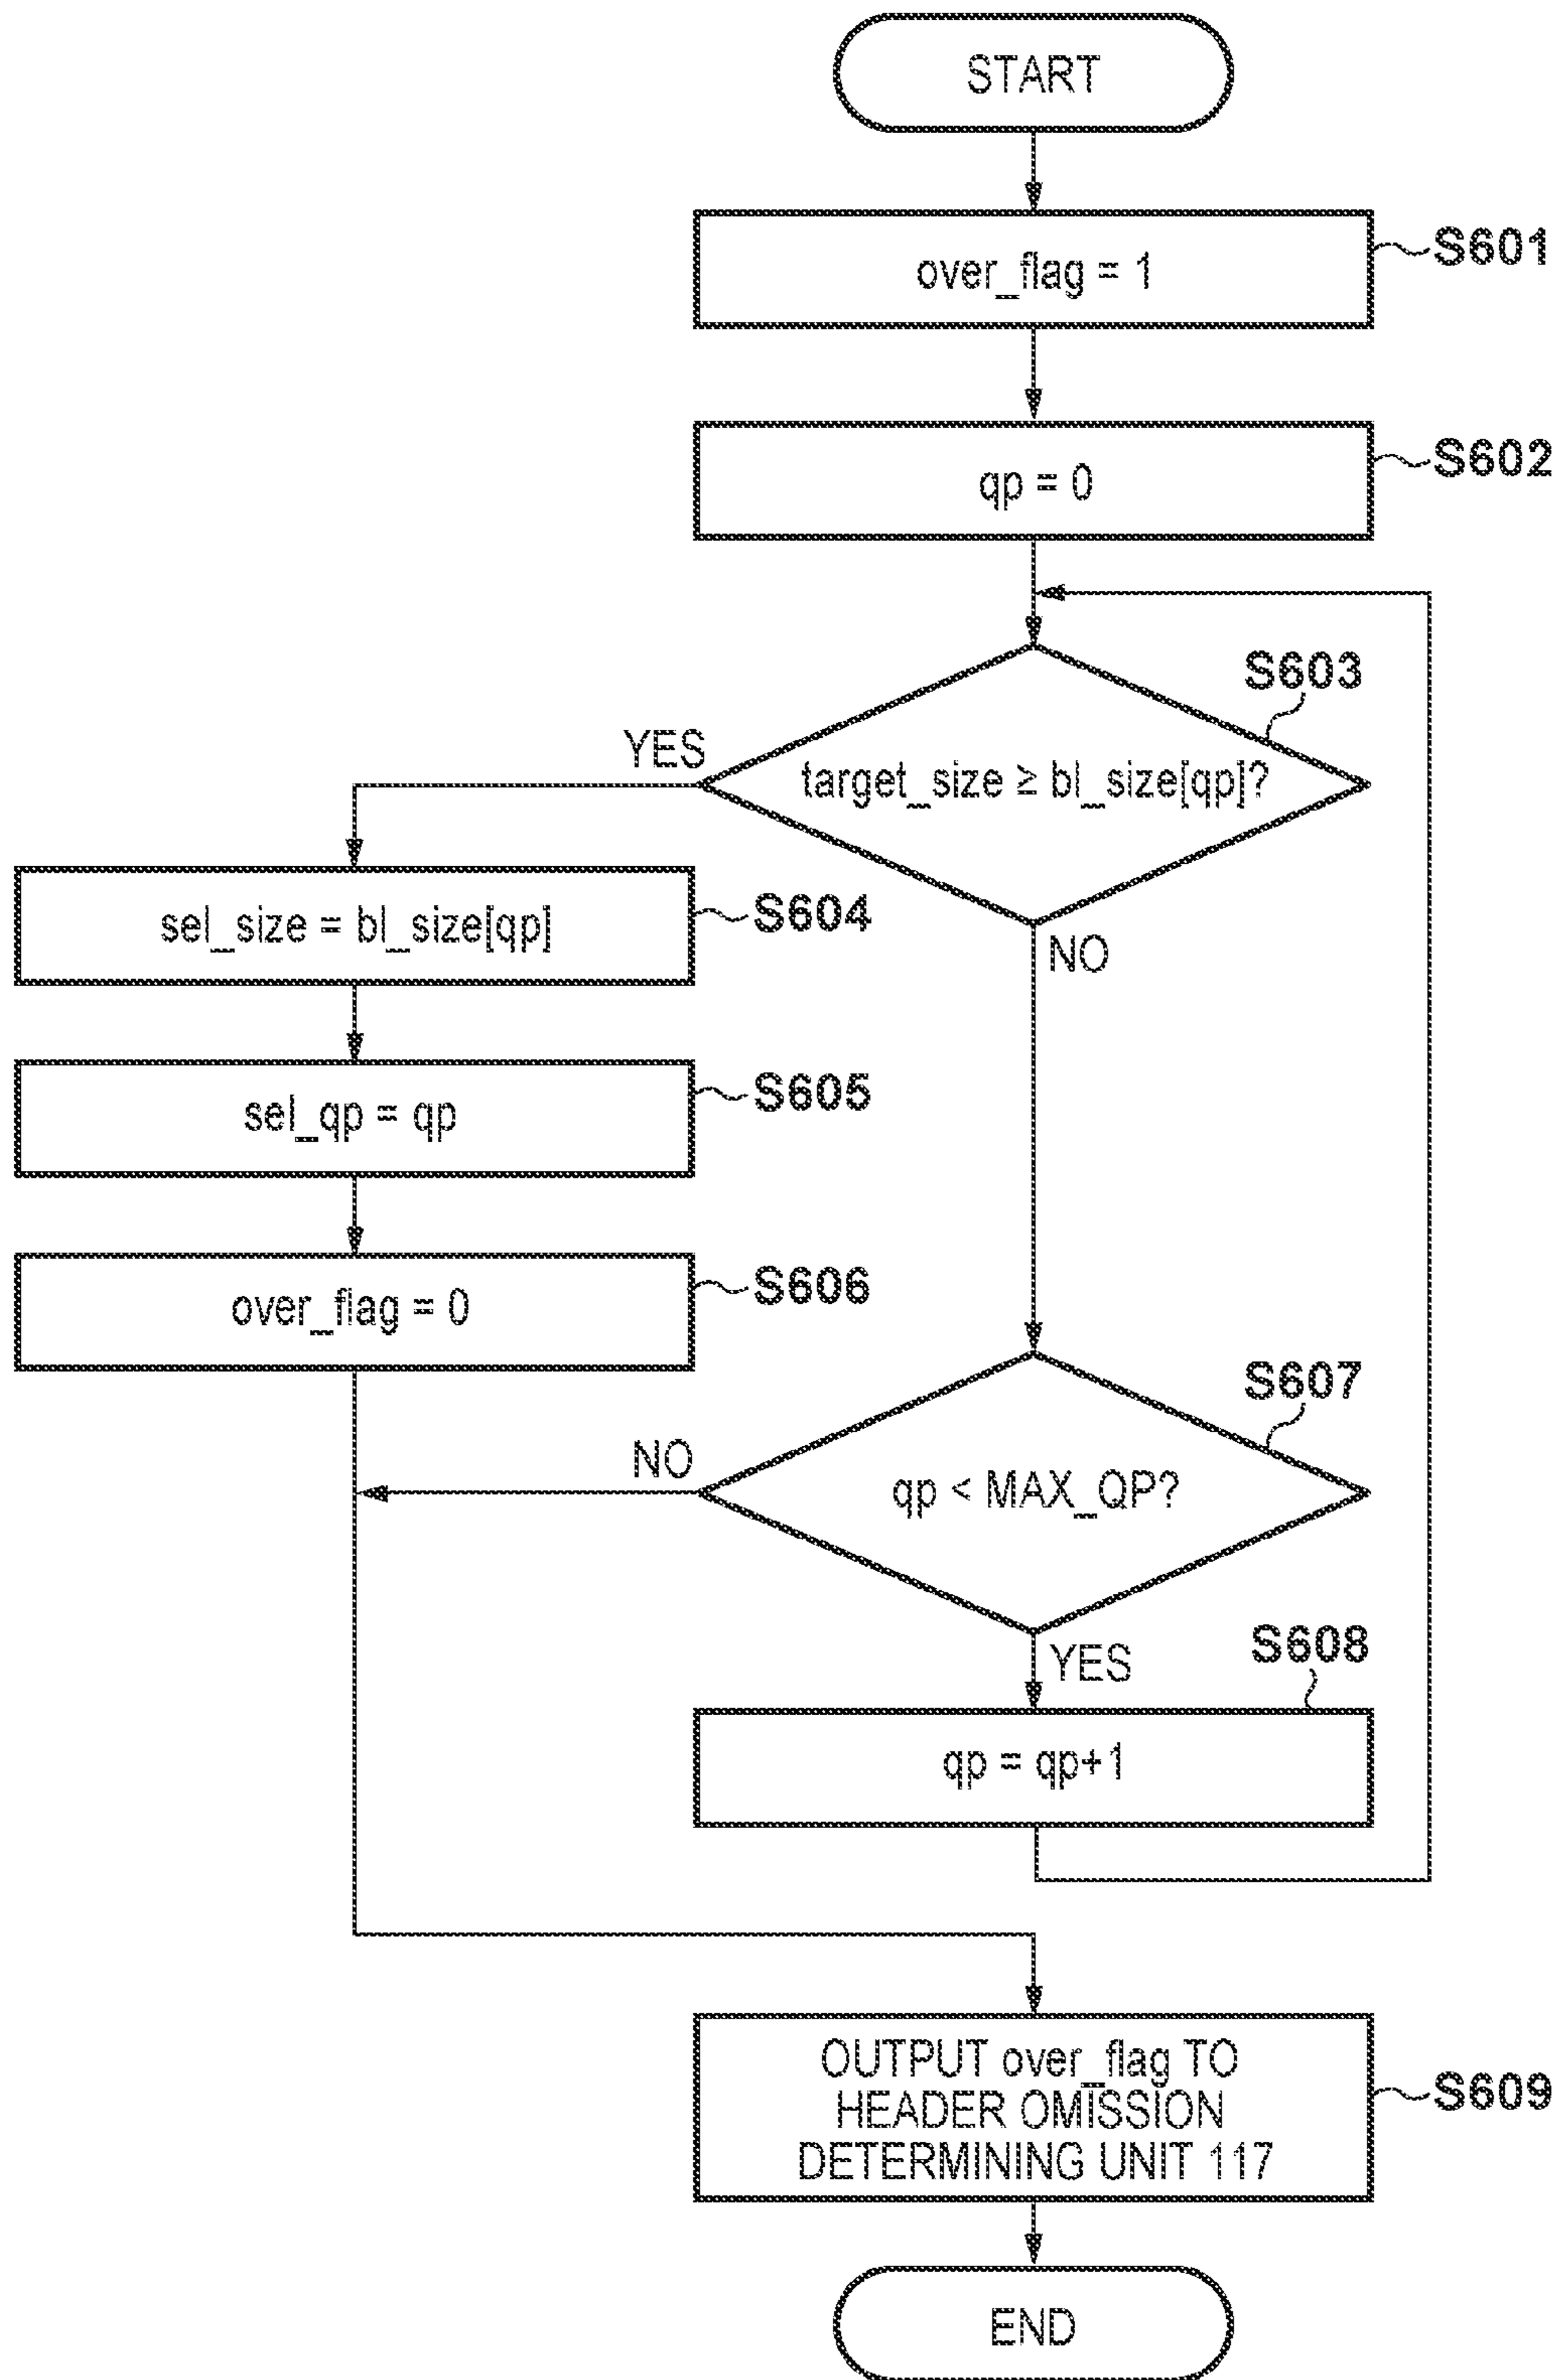 START
over_flag = 1
S601
qp = 0
S602
S603
target_size ≥ bl_size[qp]?
YES
NO
sel_size = bl_size[qp]
S604
sel_qp = qp
S605
over_flag = 0
S606
S607
qp < MAX_QP?
NO
YES
S608
qp = qp+1
OUTPUT over_flag TO
HEADER OMISSION
DETERMINING UNIT 117
S609
END